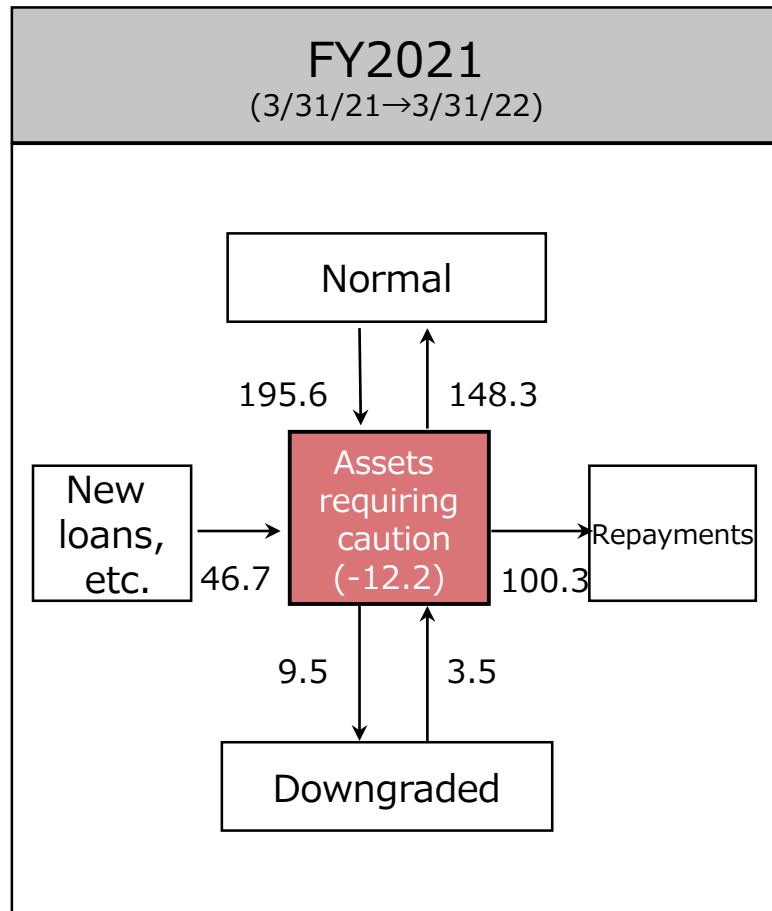 FY2021
(3/31/21→3/31/22)
Normal
195.6
148.3
New
loans,
etc.
46.7
Assets
requiring
caution
(-12.2)
100.3
Repayments
9.5
3.5
Downgraded